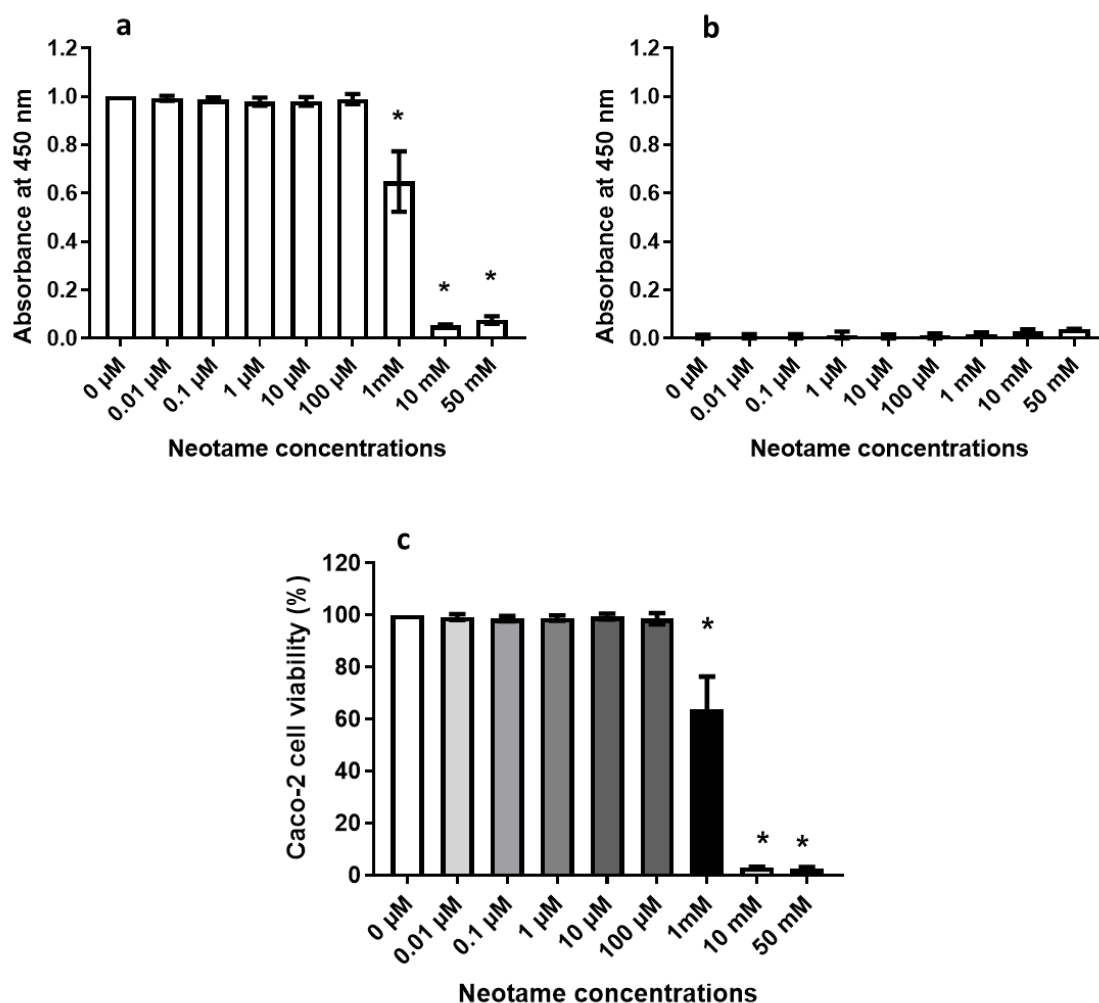 a
Absorbance at 450 nm
1.2
1.0
0.8
0.6
0.4
0.2
0.0
*
*
*
0 µM
0.01 µM
0.1 µM
1 µM
10 µM
100 µM
1mM
10 mM
50 mM
Neotame concentrations
b
Absorbance at 450 nm
1.2
1.0
0.8
0.6
0.4
0.2
0.0
0 µM
0.01 µM
0.1 µM
1 µM
10 µM
100 µM
1 mM
10 mM
50 mM
Neotame concentrations
c
Caco-2 cell viability (%)
120
100
80
60
40
20
0
*
*
*
0 µM
0.01 µM
0.1 µM
1 µM
10 µM
100 µM
1mM
10 mM
50 mM
Neotame concentrations